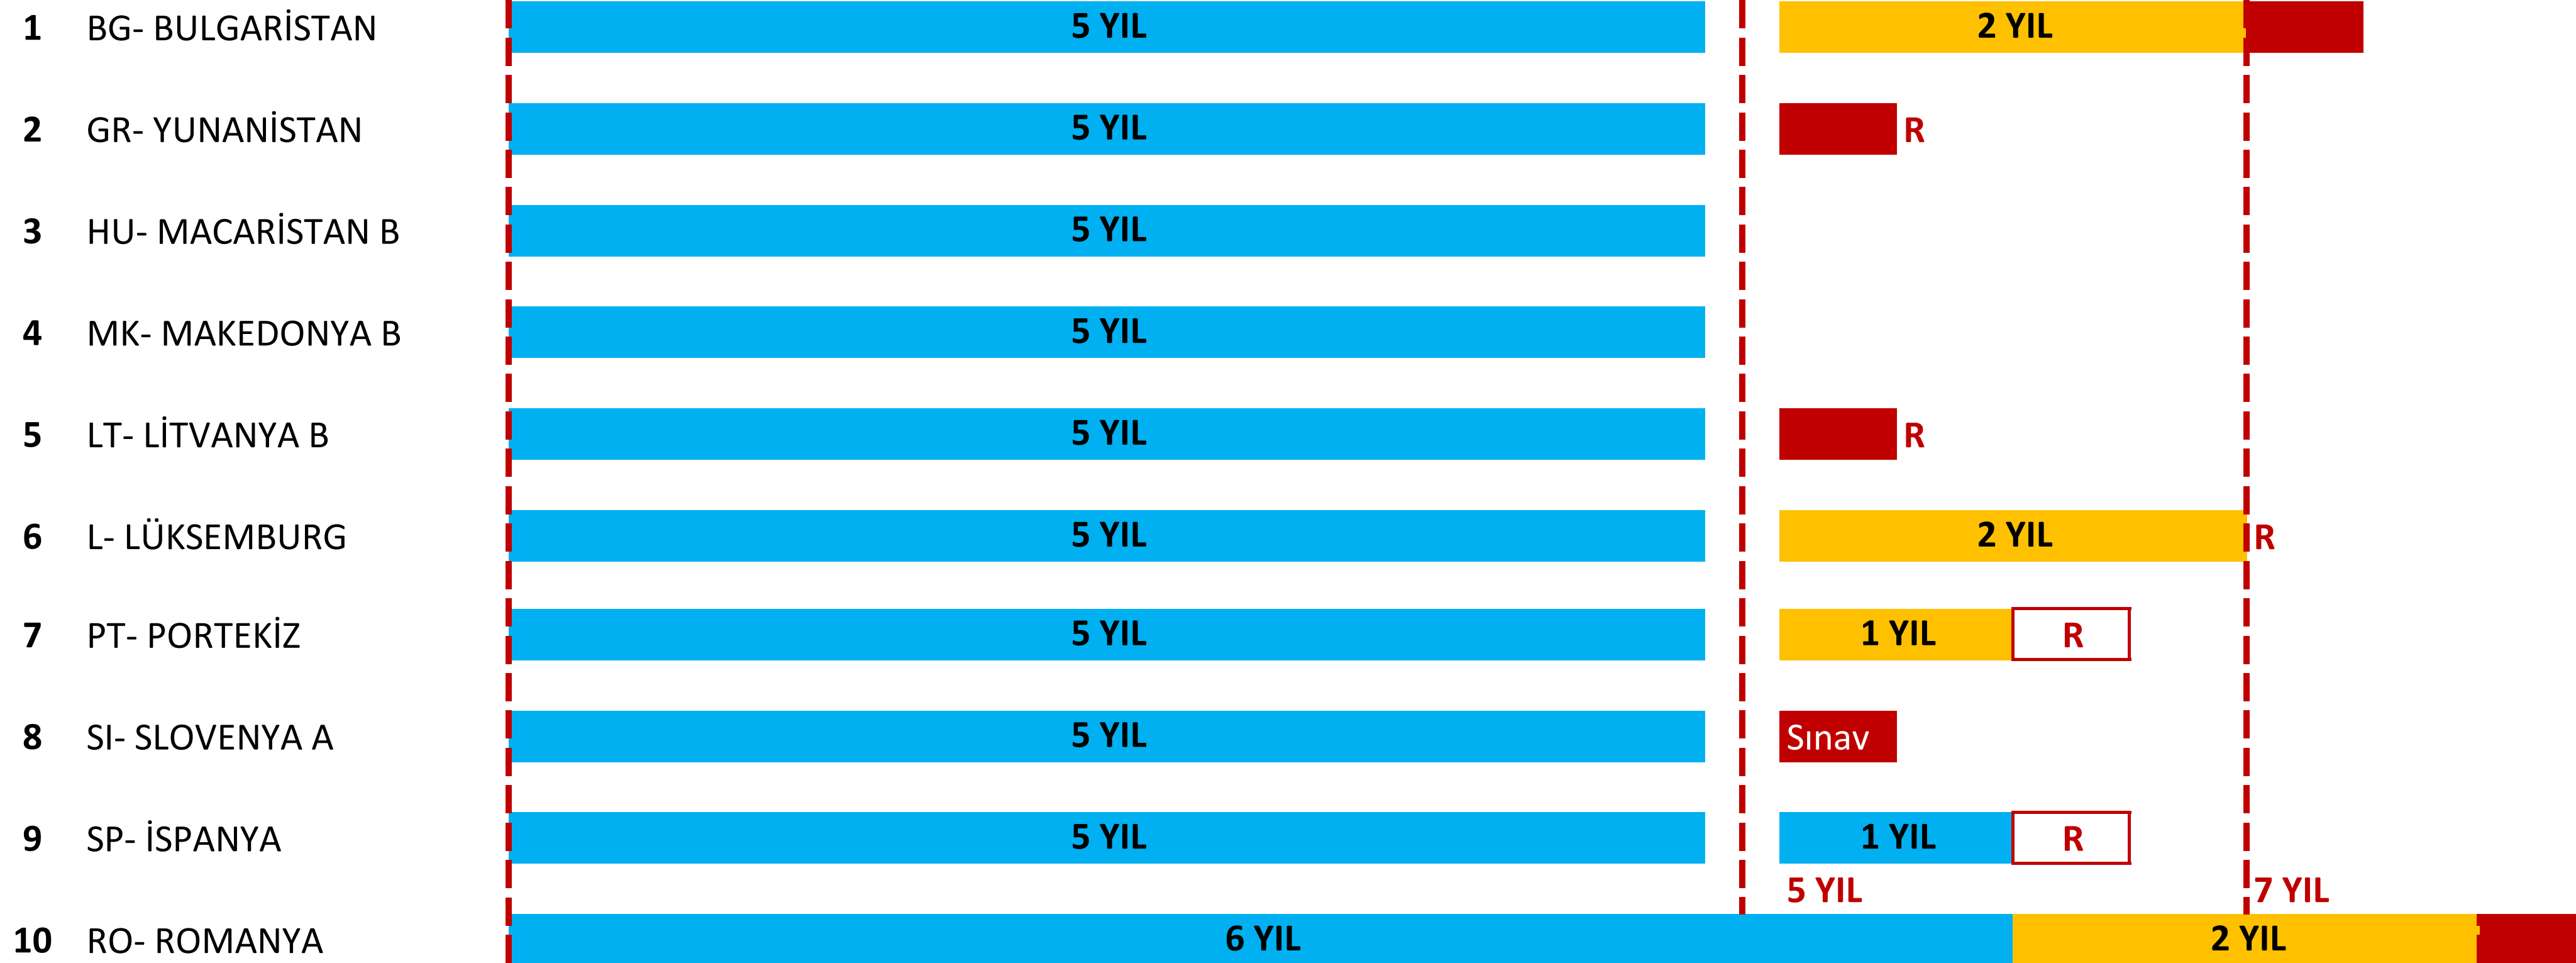 1 BG- BULGARİSTAN 5 YIL 2 YIL
2 GR- YUNANİSTAN 5 YIL R
3 HU- MACARİSTAN B 5 YIL
4 MK- MAKEDONYA B 5 YIL
5 LT- LİTVANYA B 5 YIL R
6 L- LÜKSEMBURG 5 YIL 2 YIL R
7 PT- PORTEKİZ 5 YIL 1 YIL R
8 SI- SLOVENYA A 5 YIL Sınav
9 SP- İSPANYA 5 YIL 1 YIL R
5 YIL 7 YIL
10 RO- ROMANYA 6 YIL 2 YIL